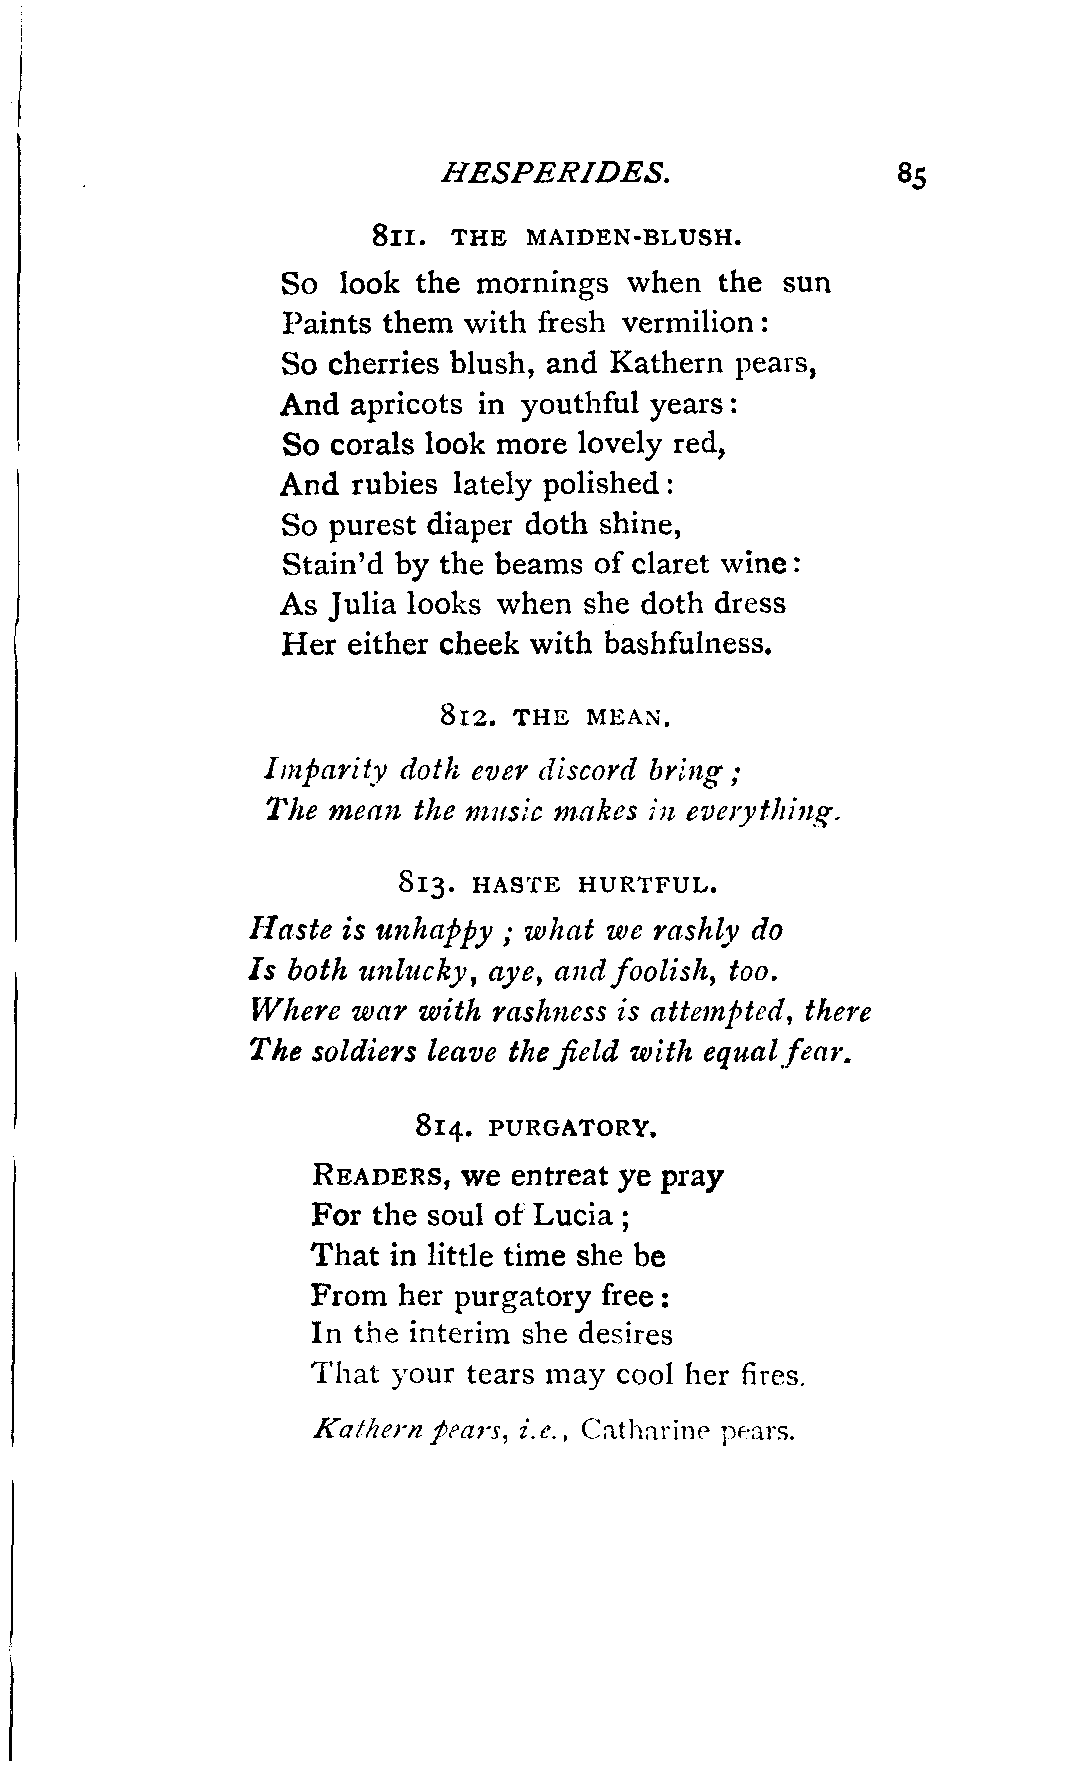 HESPERIDES. 85
811. THE MAIDEN-BLUSH.
So look the mornings when the sun
Paints them with fresh vermilion:
So cherries blush, and Kathern pears,
And apricots in youthful years:
So corals look more lovely red,
And rubies lately polished:
So purest diaper doth shine,
Stain'd by the beams of claret wine:
As Julia looks when she doth dress
Her either cheek with bashfulness.
812. THE MEAN.
Imparity doth ever discord bring;
The mean the music makes in everything.
813. HASTE HURTFUL.
Haste is unhappy; what we rashly do
Is both unlucky, aye, and foolish, too.
Where war with rashness is attempted, there
The soldiers leave the field with equal fear.
814. PURGATORY.
READERS, we entreat ye pray
For the soul of Lucia;
That in little time she be
From her purgatory free:
In the interim she desires
That your tears may cool her fires.
Kathern pears, i.e., Catharine pears.